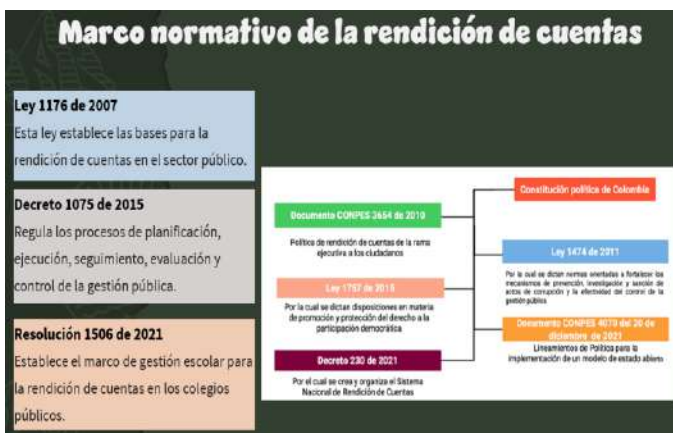 Marco normativo de la rendición de cuentas
Ley 1176 de 2007
Esta ley establece las bases para la
rendición de cuentas en el sector público.
Decreto 1075 de 2015
Regula los procesos de planificación,
ejecución, seguimiento, evaluación y
control de la gestión pública.
Resolución 1506 de 2021
Establece el marco de gestión escolar para
la rendición de cuentas en los colegios
públicos.
Constitución política de Colombia
Documento CONPES 3654 de 2010
Política de rendición de cuentas de la rama
ejecutiva a los ciudadanos
Ley 1474 de 2011
Por la cual se dictan normas orientadas a fortalecer los
mecanismos de prevención, investigación y sanción de
actos de corrupción y la efectividad del control de la
gestión pública
Ley 1757 de 2015
Por la cual se dictan disposiciones en materia
de promoción y protección del derecho a la
participación democrática
Documento CONPES 4070 del 20 de
diciembre de 2021
Lineamientos de Política para la
implementación de un modelo de estado abierto
Decreto 230 de 2021
Por el cual se crea y organiza el Sistema
Nacional de Rendición de Cuentas